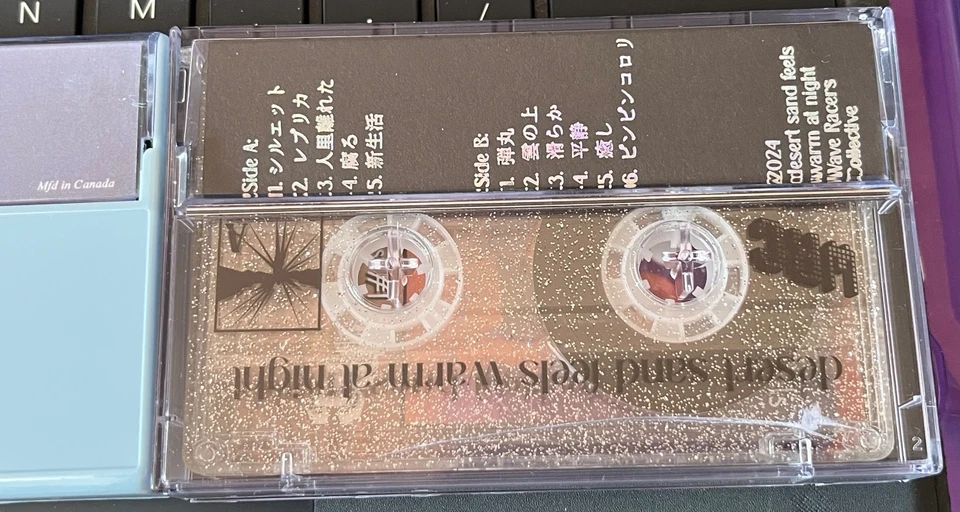 N
M
/
Mfd in Canada
Side A:
1. シルエット
2. レプリカ
3. 人里離れた
4. 腐る
5. 新生活
Side B:
1. 弾丸
2. 雲の上
3. 滑らか
4. 平静
5. 癒し
6. ピンピンコロリ
2024
desert sand feels
warm at night
Wave Racers
Collective
A
desert sand feels warm at night
2